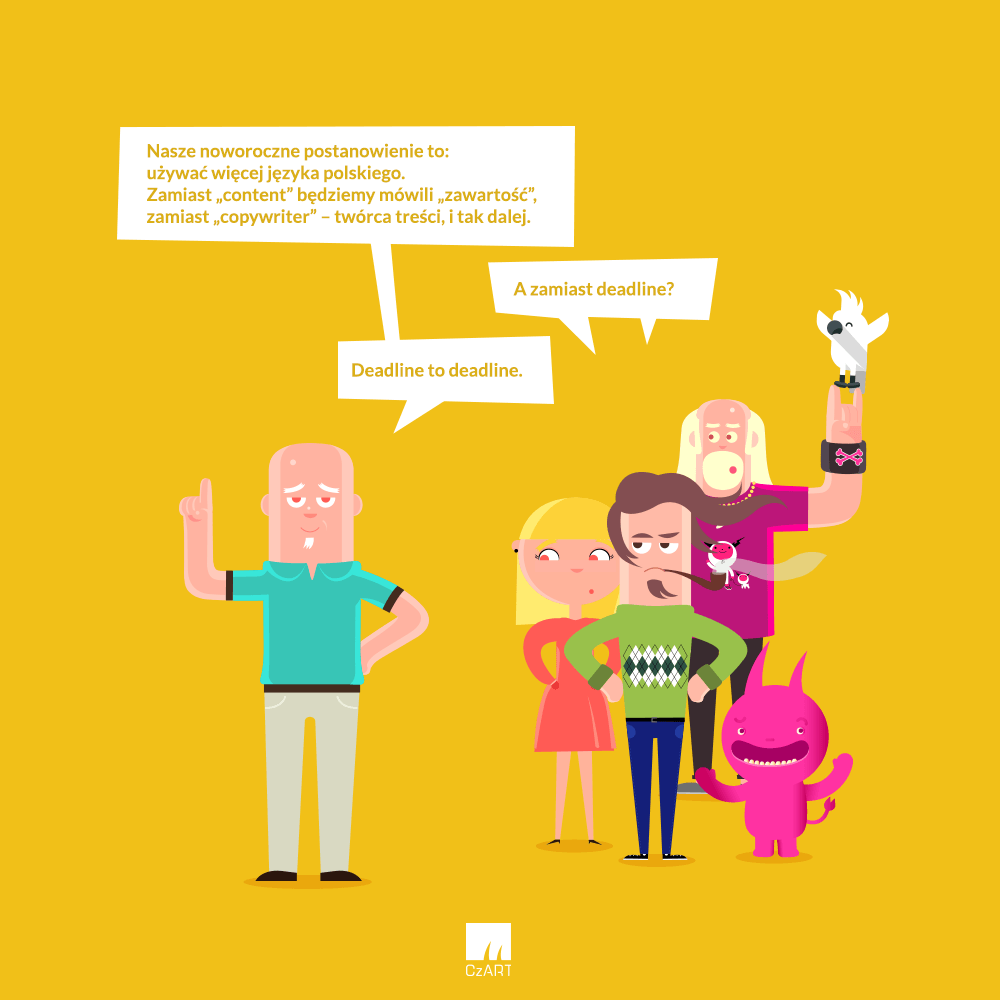 Nasze noworoczne postanowienie to:
używać więcej języka polskiego.
Zamiast „content” będziemy mówili „zawartość”,
zamiast „copywriter” – twórca treści, i tak dalej.
A zamiast deadline?
Deadline to deadline.
CzART